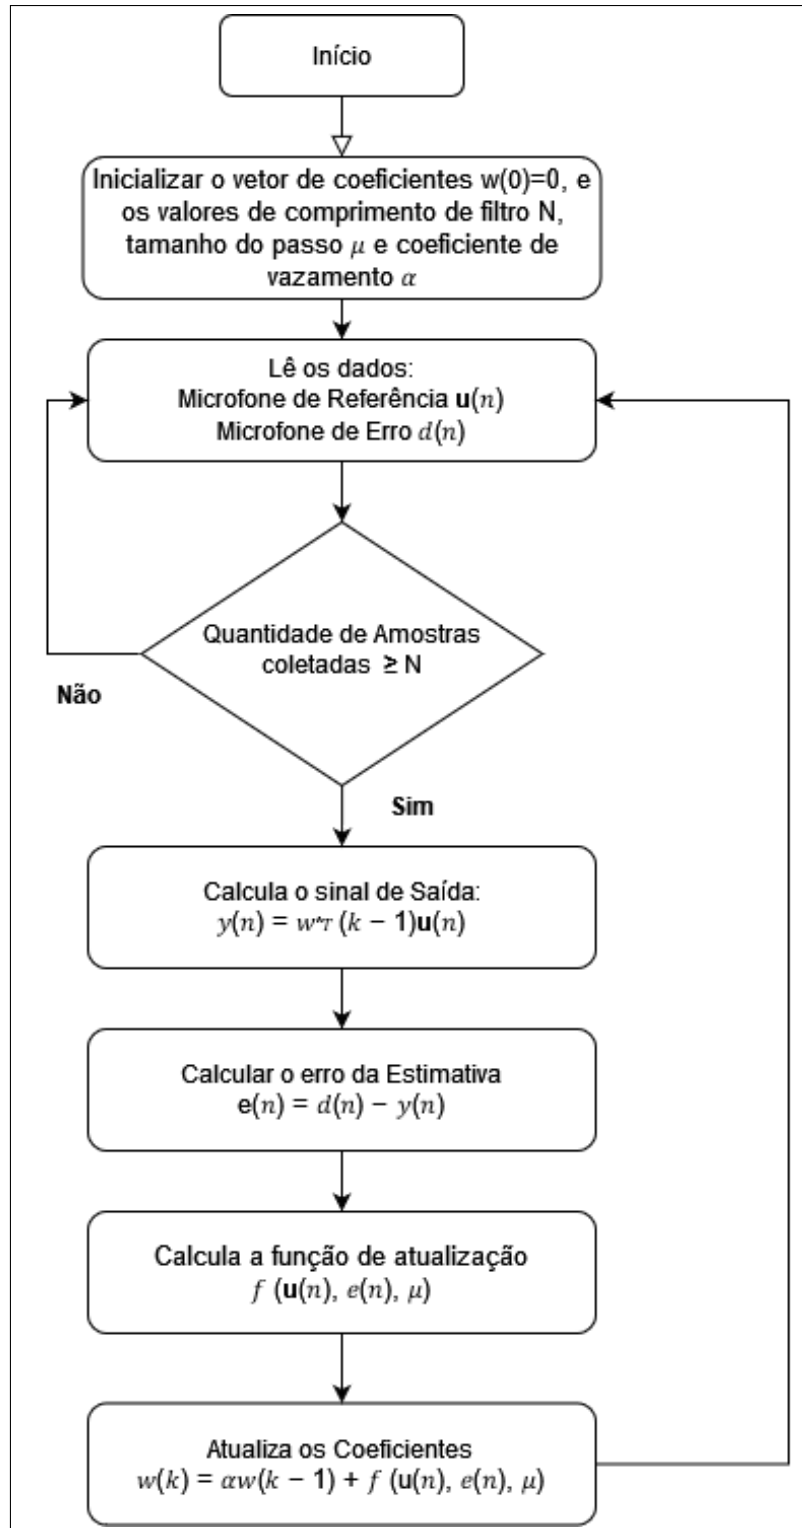 Início
Inicializar o vetor de coeficientes w(0)=0, e
os valores de comprimento de filtro N,
tamanho do passo μ e coeficiente de
vazamento α
Lê os dados:
Microfone de Referência u(n)
Microfone de Erro d(n)
Quantidade de Amostras
coletadas ≥ N
Não
Sim
Calcula o sinal de Saída:
y(n) = w^T (k − 1)u(n)
Calcular o erro da Estimativa
e(n) = d(n) − y(n)
Calcula a função de atualização
f (u(n), e(n), μ)
Atualiza os Coeficientes
w(k) = αw(k − 1) + f (u(n), e(n), μ)